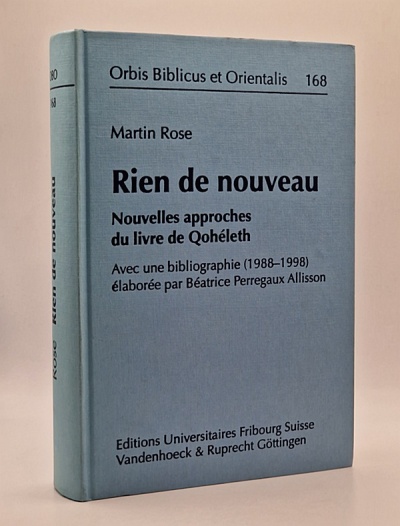 Orbis Biblicus et Orientalis 168
Martin Rose
Rien de nouveau
Nouvelles approches
du livre de Qohéleth
Avec une bibliographie (1988–1998)
élaborée par Béatrice Perregaux Allisson
Editions Universitaires Fribourg Suisse
Vandenhoeck & Ruprecht Göttingen
OBO
168
Rose Rien de nouveau